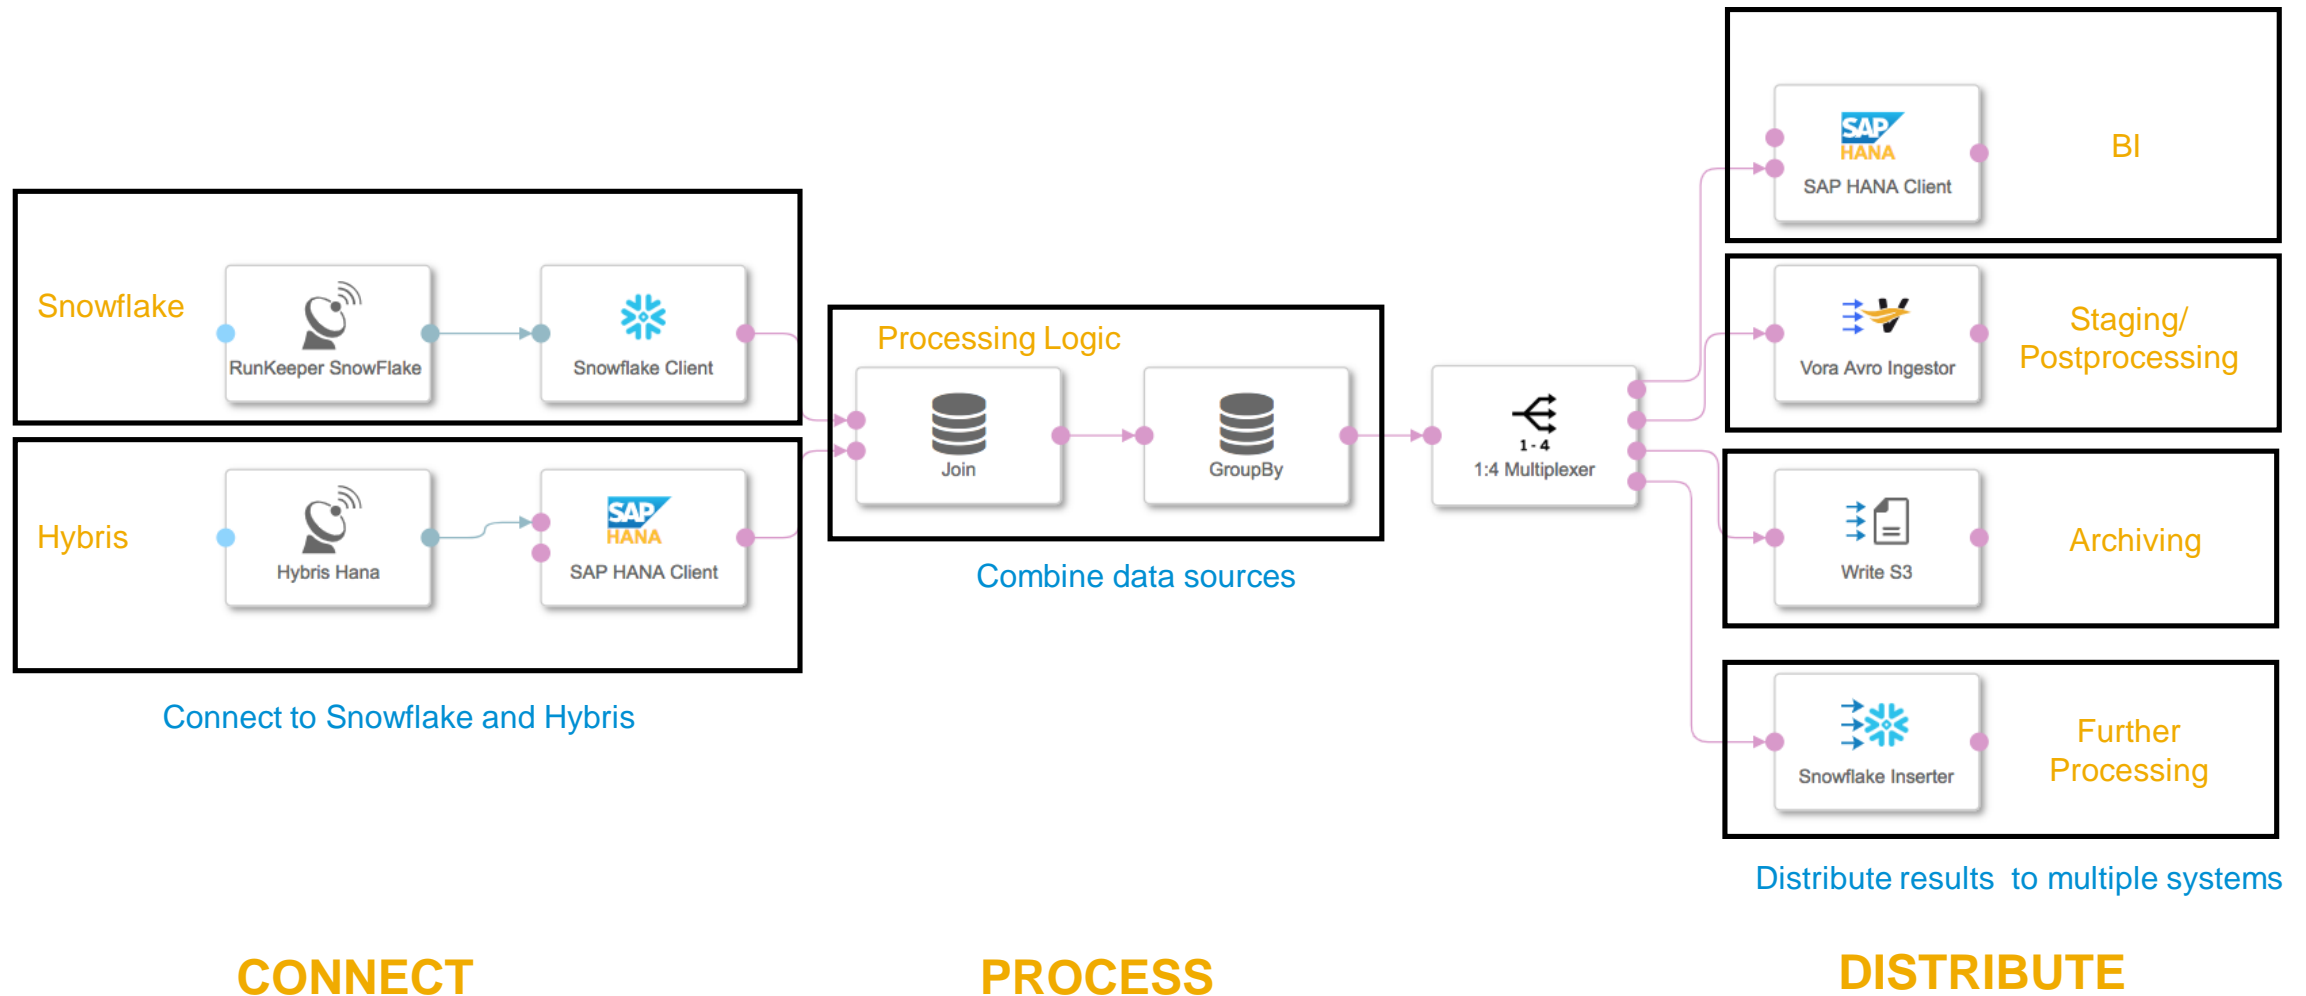 Snowflake
RunKeeper SnowFlake
Snowflake Client
Hybris
Hybris Hana
SAP
HANA
SAP HANA Client
Connect to Snowflake and Hybris
CONNECT
Processing Logic
Join
GroupBy
Combine data sources
PROCESS
1 - 4
1:4 Multiplexer
SAP
HANA
SAP HANA Client
BI
Vora Avro Ingestor
Staging/
Postprocessing
Write S3
Archiving
Snowflake Inserter
Further
Processing
Distribute results  to multiple systems
DISTRIBUTE